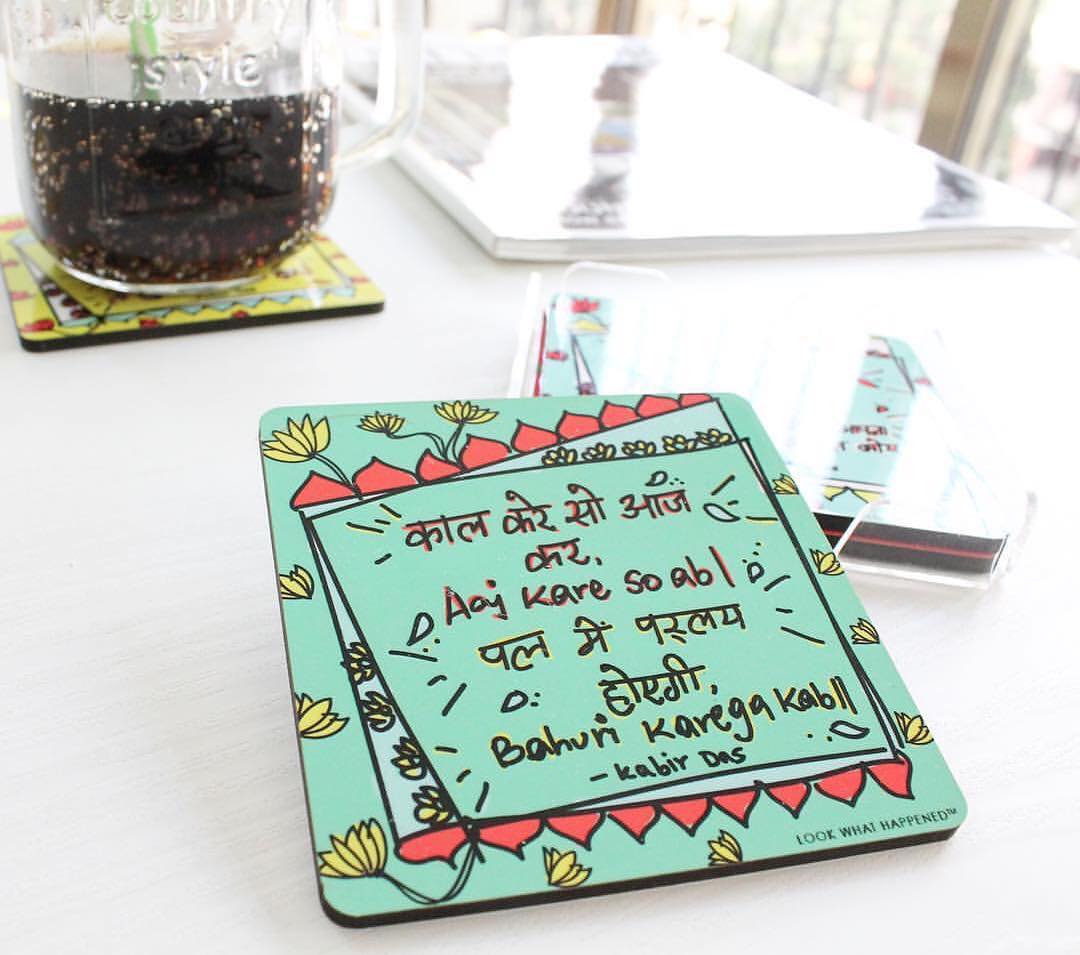 country
style
काल करे सो आज
कर,
Aaj kare so ab|
पल में परलय
होएगी,
Bahuri karega kab||
- Kabir Das
LOOK WHAT HAPPENED™